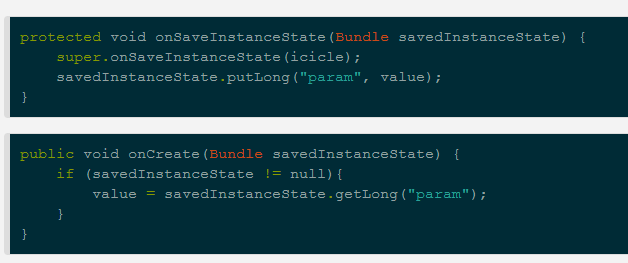 protected void onSaveInstanceState(Bundle savedInstanceState) {
    super.onSaveInstanceState(icicle);
    savedInstanceState.putLong("param", value);
}
public void onCreate(Bundle savedInstanceState) {
    if (savedInstanceState != null){
        value = savedInstanceState.getLong("param");
    }
}